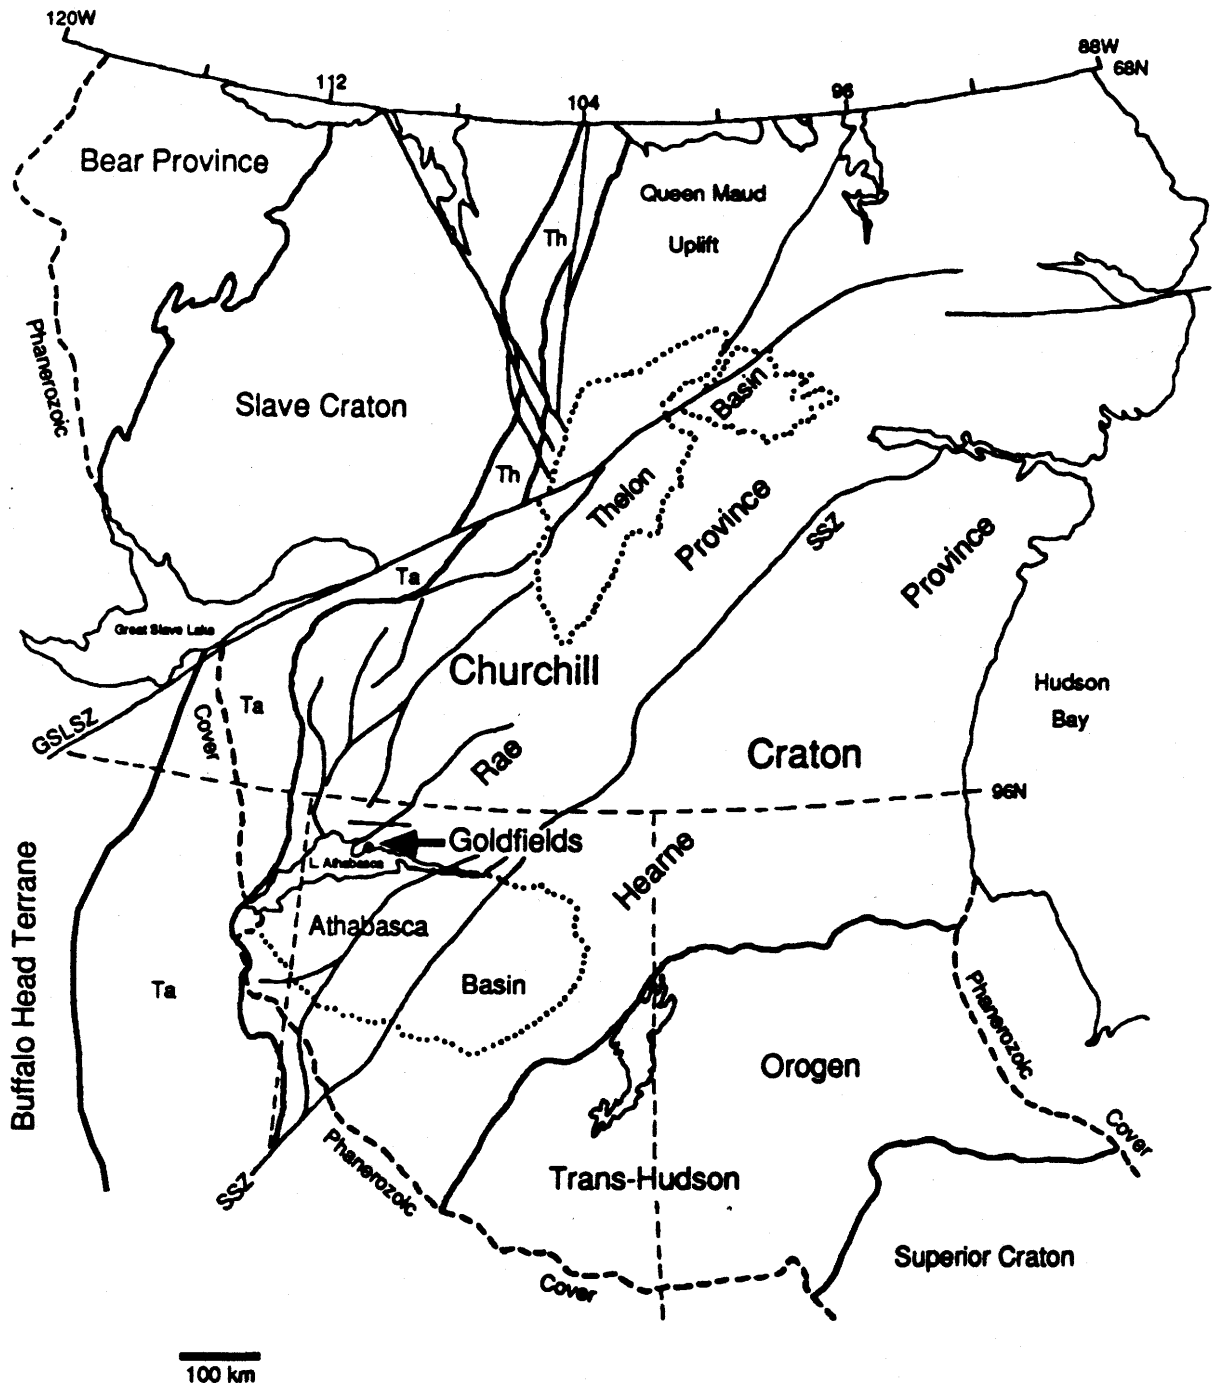 120W
88W
68N
112
104
96
Bear Province
Queen Maud
Uplift
Th
Phanerozoic
Slave Craton
Basin
Th
Thelon
Province
SSZ
Province
Ta
Great Slave Lake
Churchill
Hudson
Bay
Ta
Cover
GSLSZ
Rae
Craton
96N
Goldfields
L. Athabasca
Hearne
Buffalo Head Terrane
Athabasca
Ta
Basin
Phanerozoic
Orogen
Cover
Phanerozoic
SSZ
Trans-Hudson
Superior Craton
Cover
100 km